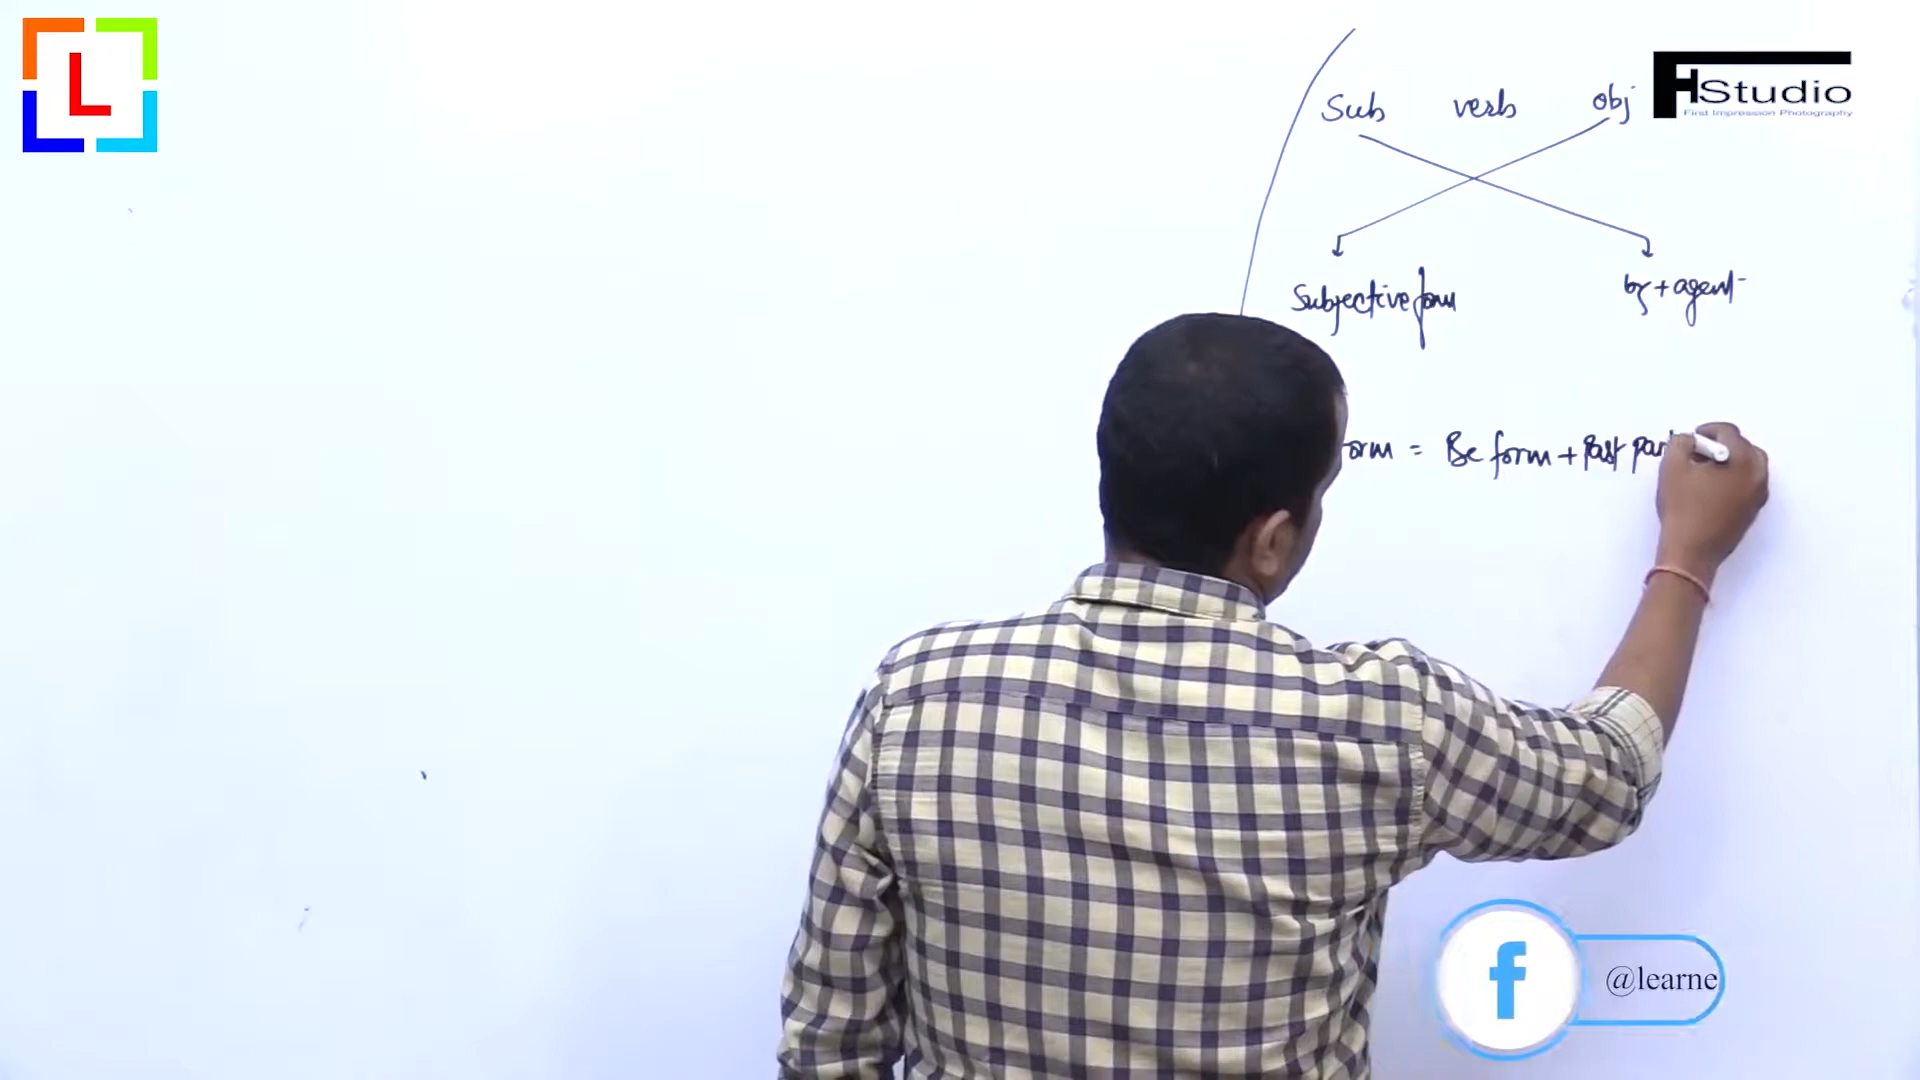 L
Sub verb obj
H Studio
First Impression Photography
Subjective form by + agent
orm = Be form + past par
f @learne